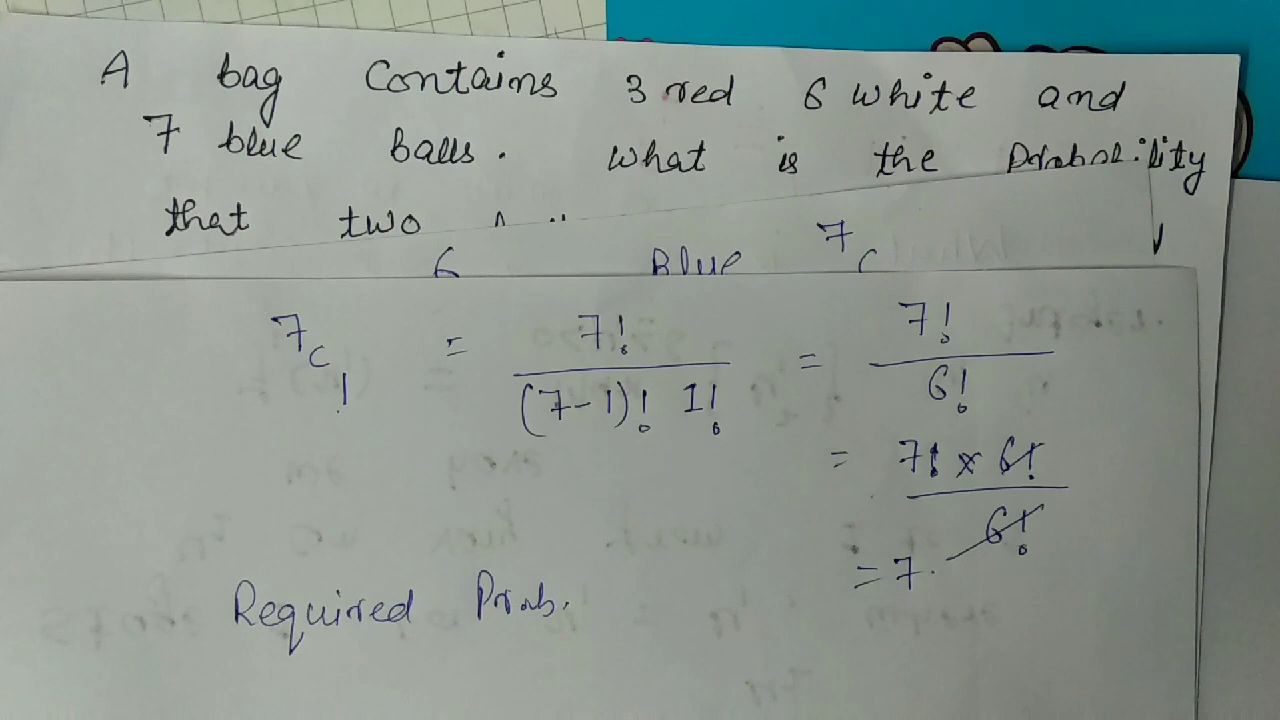 A bag Contains 3 red 6 white and
7 blue balls. what is the Probability
that two
6 Blue 7C
7C1 = 7! / (7-1)! 1! = 7! / 6!
= 7! x 6! / 6!
= 7.
Required Prob.